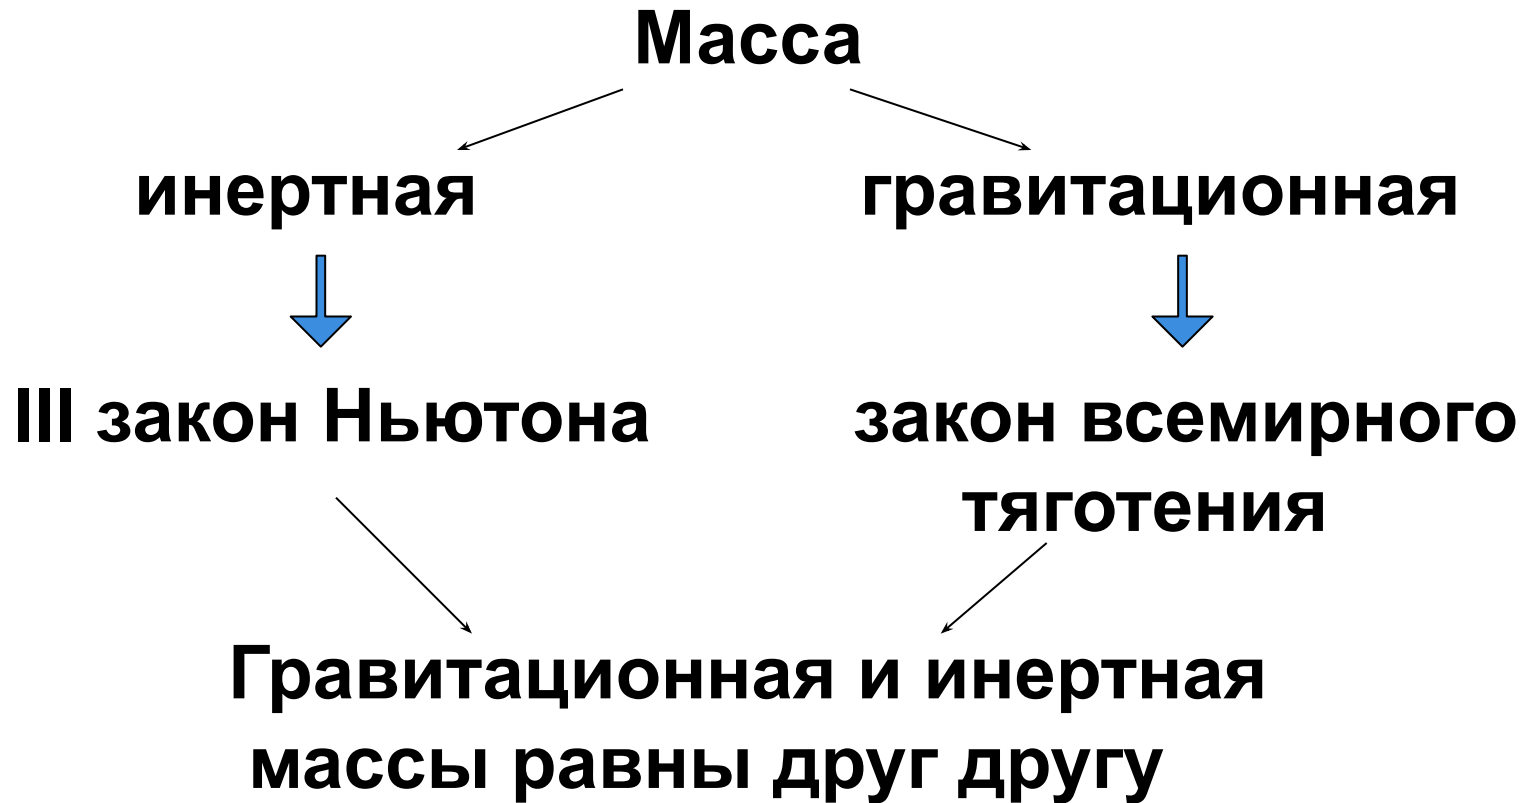 Масса
инертная
гравитационная
III закон Ньютона
закон всемирного
тяготения
Гравитационная и инертная
массы равны друг другу